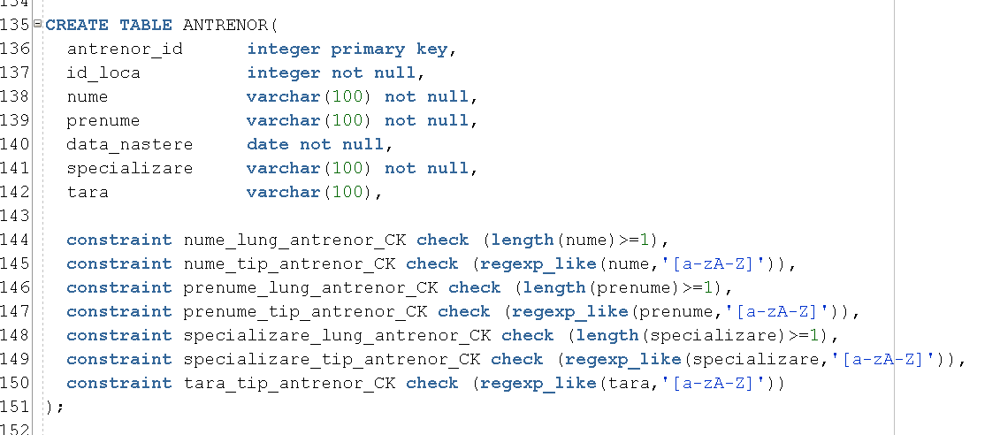 134
135 CREATE TABLE ANTRENOR(
136 antrenor_id integer primary key,
137 id_loca integer not null,
138 nume varchar(100) not null,
139 prenume varchar(100) not null,
140 data_nastere date not null,
141 specializare varchar(100) not null,
142 tara varchar(100),
143
144 constraint nume_lung_antrenor_CK check (length(nume)>=1),
145 constraint nume_tip_antrenor_CK check (regexp_like(nume,'[a-zA-Z]')),
146 constraint prenume_lung_antrenor_CK check (length(prenume)>=1),
147 constraint prenume_tip_antrenor_CK check (regexp_like(prenume,'[a-zA-Z]')),
148 constraint specializare_lung_antrenor_CK check (length(specializare)>=1),
149 constraint specializare_tip_antrenor_CK check (regexp_like(specializare,'[a-zA-Z]')),
150 constraint tara_tip_antrenor_CK check (regexp_like(tara,'[a-zA-Z]'))
151 );
152